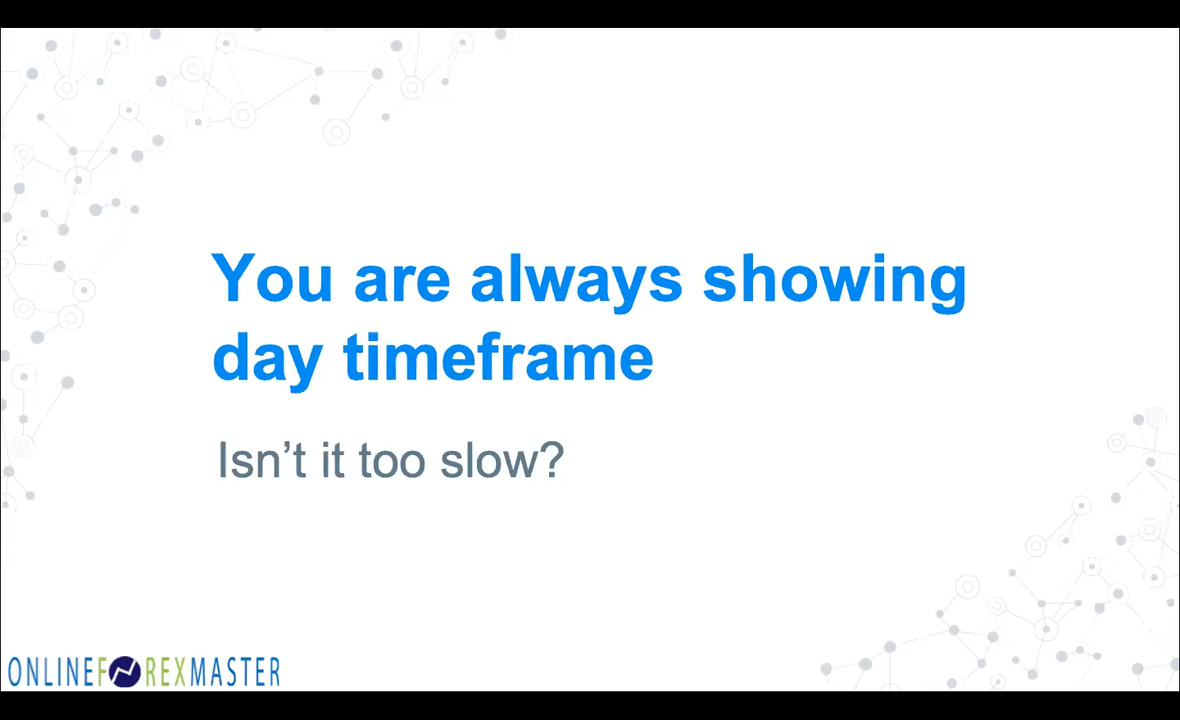 You are always showing
day timeframe
Isn't it too slow?
ONLINEFOREXMASTER